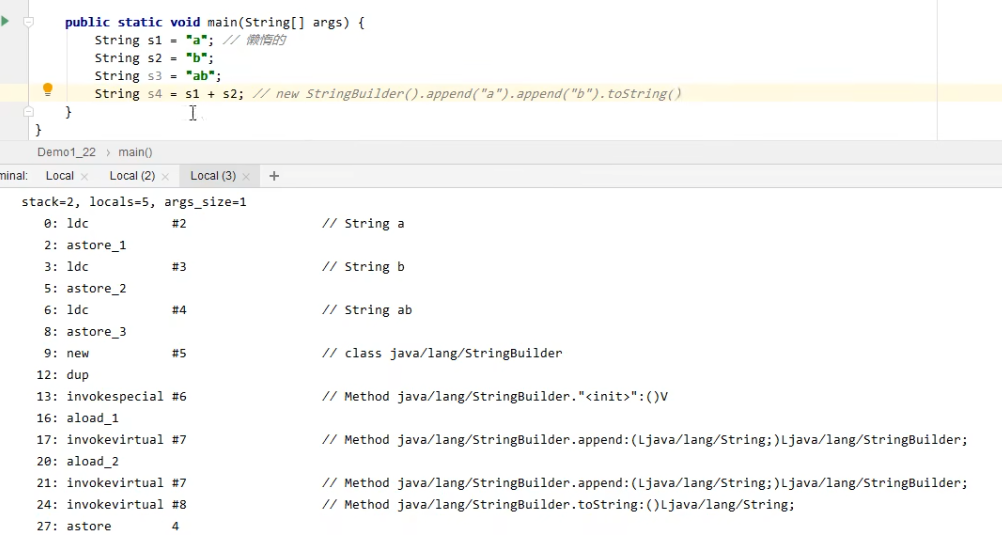 public static void main(String[] args) {
String s1 = "a"; // 懒惰的
String s2 = "b";
String s3 = "ab";
String s4 = s1 + s2; // new StringBuilder().append("a").append("b").toString()
}
}
Demo1_22 › main()
minal: Local × Local (2) × Local (3) × +
stack=2, locals=5, args_size=1
0: ldc #2 // String a
2: astore_1
3: ldc #3 // String b
5: astore_2
6: ldc #4 // String ab
8: astore_3
9: new #5 // class java/lang/StringBuilder
12: dup
13: invokespecial #6 // Method java/lang/StringBuilder."<init>":()V
16: aload_1
17: invokevirtual #7 // Method java/lang/StringBuilder.append:(Ljava/lang/String;)Ljava/lang/StringBuilder;
20: aload_2
21: invokevirtual #7 // Method java/lang/StringBuilder.append:(Ljava/lang/String;)Ljava/lang/StringBuilder;
24: invokevirtual #8 // Method java/lang/StringBuilder.toString:()Ljava/lang/String;
27: astore 4